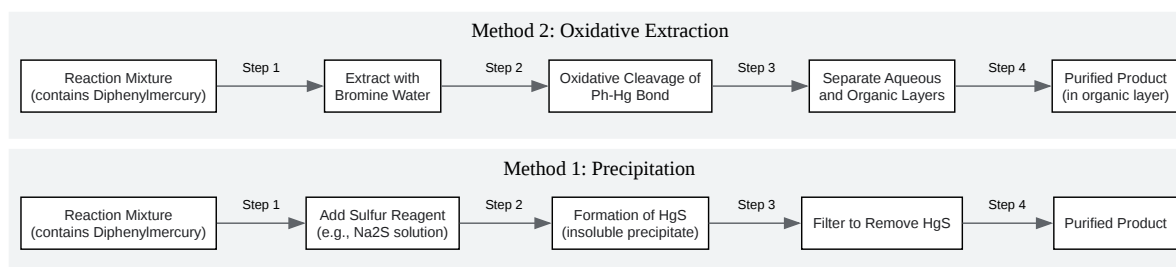 Method 2: Oxidative Extraction
Reaction Mixture
(contains Diphenylmercury)
Step 1
Extract with
Bromine Water
Step 2
Oxidative Cleavage of
Ph-Hg Bond
Step 3
Separate Aqueous
and Organic Layers
Step 4
Purified Product
(in organic layer)
Method 1: Precipitation
Reaction Mixture
(contains Diphenylmercury)
Step 1
Add Sulfur Reagent
(e.g., Na2S solution)
Step 2
Formation of HgS
(insoluble precipitate)
Step 3
Filter to Remove HgS
Step 4
Purified Product